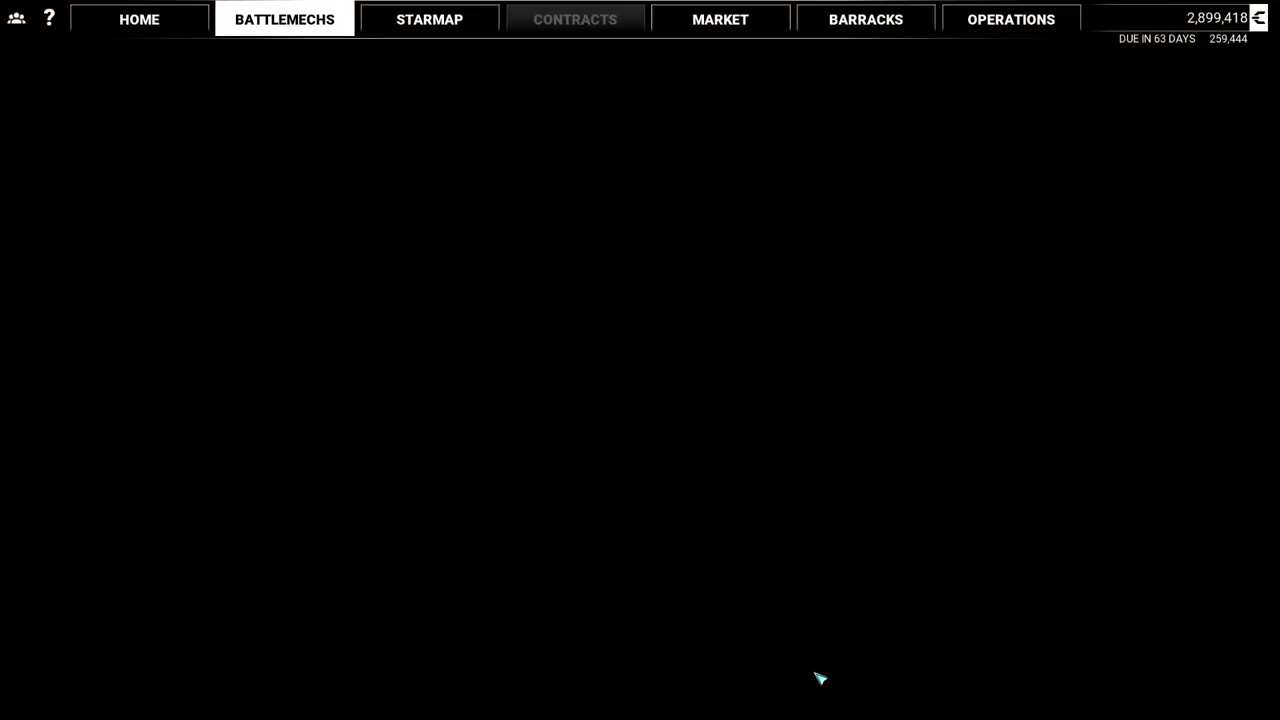 ? HOME BATTLEMECHS STARMAP CONTRACTS MARKET BARRACKS OPERATIONS 2,899,418
DUE IN 63 DAYS 259,444